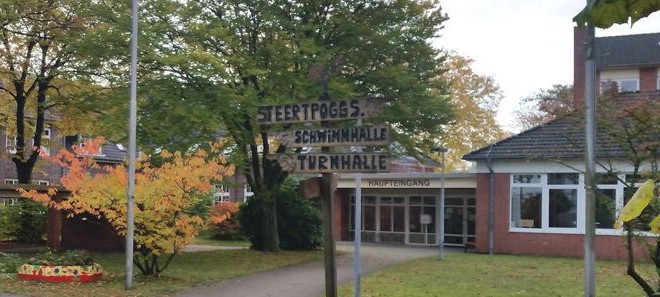 STEERTPOGGS.
SCHWIMMHALLE
TURNHALLE
HAUPTEINGANG